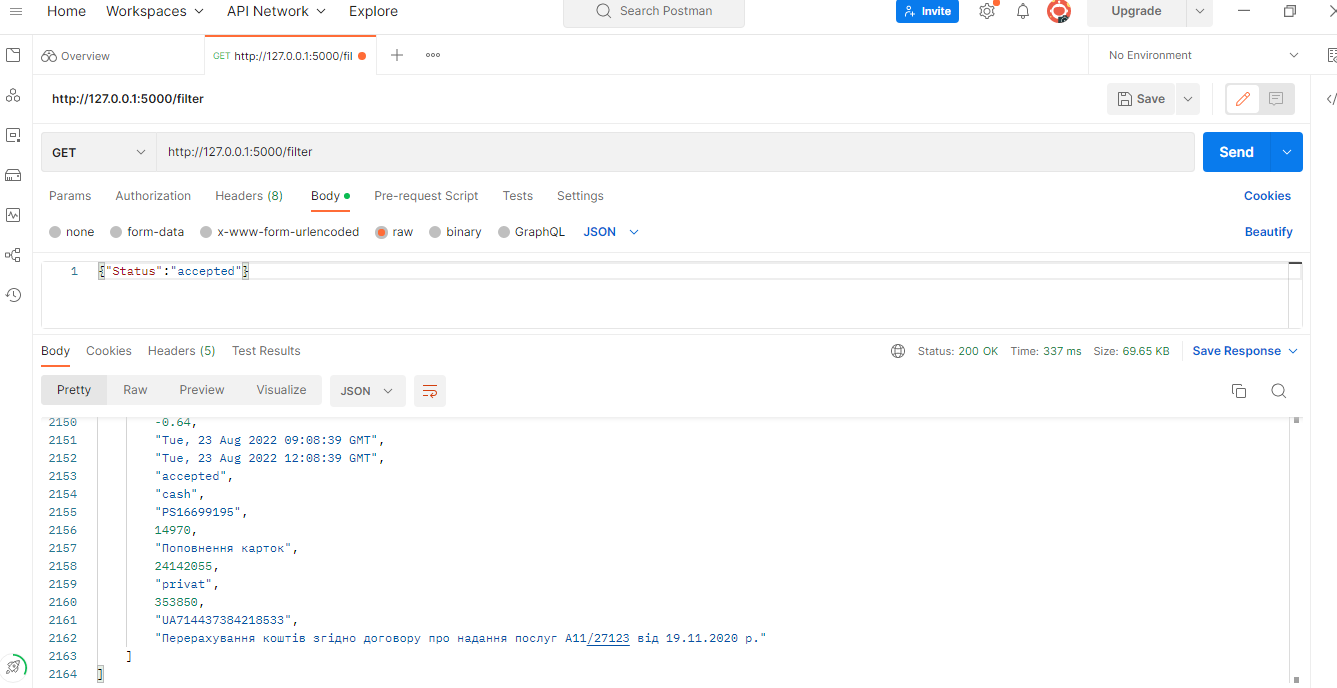 Home Workspaces API Network Explore Search Postman Invite Upgrade
Overview GET http://127.0.0.1:5000/fil No Environment
http://127.0.0.1:5000/filter Save
GET http://127.0.0.1:5000/filter Send
Params Authorization Headers (8) Body Pre-request Script Tests Settings Cookies
none form-data x-www-form-urlencoded raw binary GraphQL JSON Beautify
1 {"Status":"accepted"}
Body Cookies Headers (5) Test Results Status: 200 OK Time: 337 ms Size: 69.65 KB Save Response
Pretty Raw Preview Visualize JSON
2150 -0.64,
2151 "Tue, 23 Aug 2022 09:08:39 GMT",
2152 "Tue, 23 Aug 2022 12:08:39 GMT",
2153 "accepted",
2154 "cash",
2155 "PS16699195",
2156 14970,
2157 "Поповнення карток",
2158 24142055,
2159 "privat",
2160 353850,
2161 "UA714437384218533",
2162 "Перерахування коштів згідно договору про надання послуг А11/27123 від 19.11.2020 р."
2163 ]
2164 ]